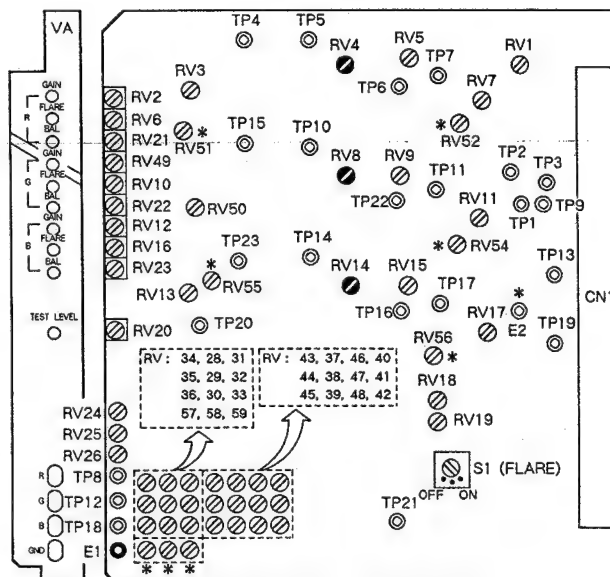 VA
TP4
TP5
RV4
RV5
RV1
GAIN
RV3
TP6
TP7
RV7
R
FLARE
RV2
RV6
BAL
RV21
RV51 *
TP15
TP10
* RV52
GAIN
RV49
RV8
RV9
TP11
TP2
TP3
G
FLARE
RV10
TP22
BAL
RV22
RV50
RV11
TP1
TP9
GAIN
RV12
B
FLARE
RV16
TP23
TP14
* RV54
BAL
RV23
*
RV55
RV14
RV15
TP17
TP13
CN1
RV13
TP16
RV17
*
E2
TEST LEVEL
RV20
TP20
TP19
RV56 *
RV : 34, 28, 31
35, 29, 32
36, 30, 33
57, 58, 59
RV : 43, 37, 46, 40
44, 38, 47, 41
45, 39, 48, 42
RV18
RV24
RV19
RV25
RV26
R
TP8
S1 (FLARE)
OFF ON
G
TP12
B
TP18
TP21
GND
E1
* * *